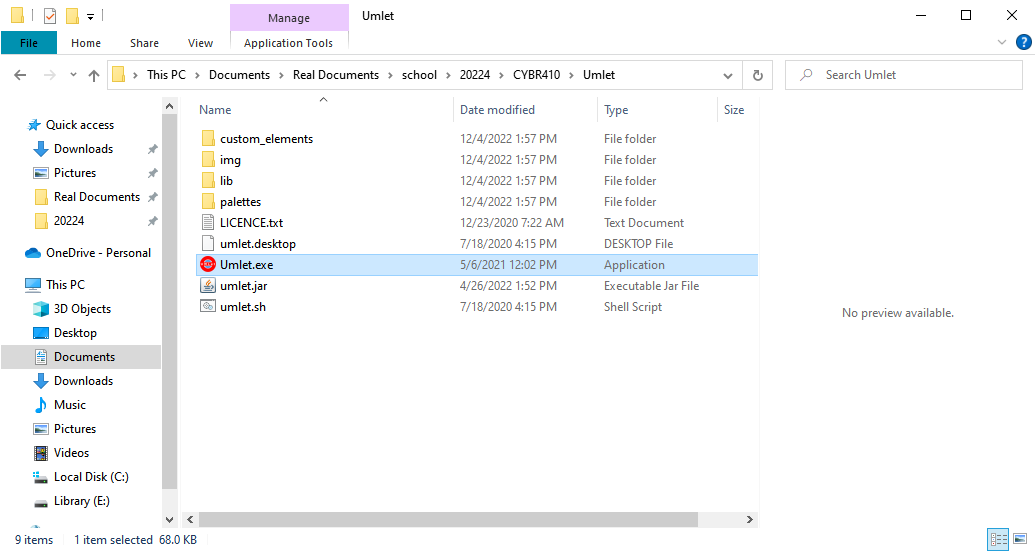 Manage
Umlet
File
Home
Share
View
Application Tools
This PC > Documents > Real Documents > school > 20224 > CYBR410 > Umlet
Search Umlet
Quick access
Downloads
Pictures
Real Documents
20224
OneDrive - Personal
This PC
3D Objects
Desktop
Documents
Downloads
Music
Pictures
Videos
Local Disk (C:)
Library (E:)
Name Date modified Type Size
custom_elements 12/4/2022 1:57 PM File folder
img 12/4/2022 1:57 PM File folder
lib 12/4/2022 1:57 PM File folder
palettes 12/4/2022 1:57 PM File folder
LICENCE.txt 12/23/2020 7:22 AM Text Document
umlet.desktop 7/18/2020 4:15 PM DESKTOP File
Umlet.exe 5/6/2021 12:02 PM Application
umlet.jar 4/26/2022 1:52 PM Executable Jar File
umlet.sh 7/18/2020 4:15 PM Shell Script
No preview available.
9 items 1 item selected 68.0 KB